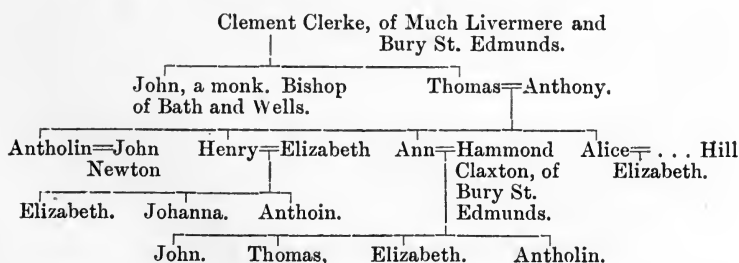 Clement Clerke, of Much Livermere and
Bury St. Edmunds.
John, a monk. Bishop
of Bath and Wells.
Thomas=Anthony.
Antholin=John
Newton
Henry=Elizabeth
Ann=Hammond
Claxton, of
Bury St.
Edmunds.
Alice= . . . Hill
Elizabeth.
Elizabeth. Johanna. Anthoin.
John. Thomas, Elizabeth. Antholin.